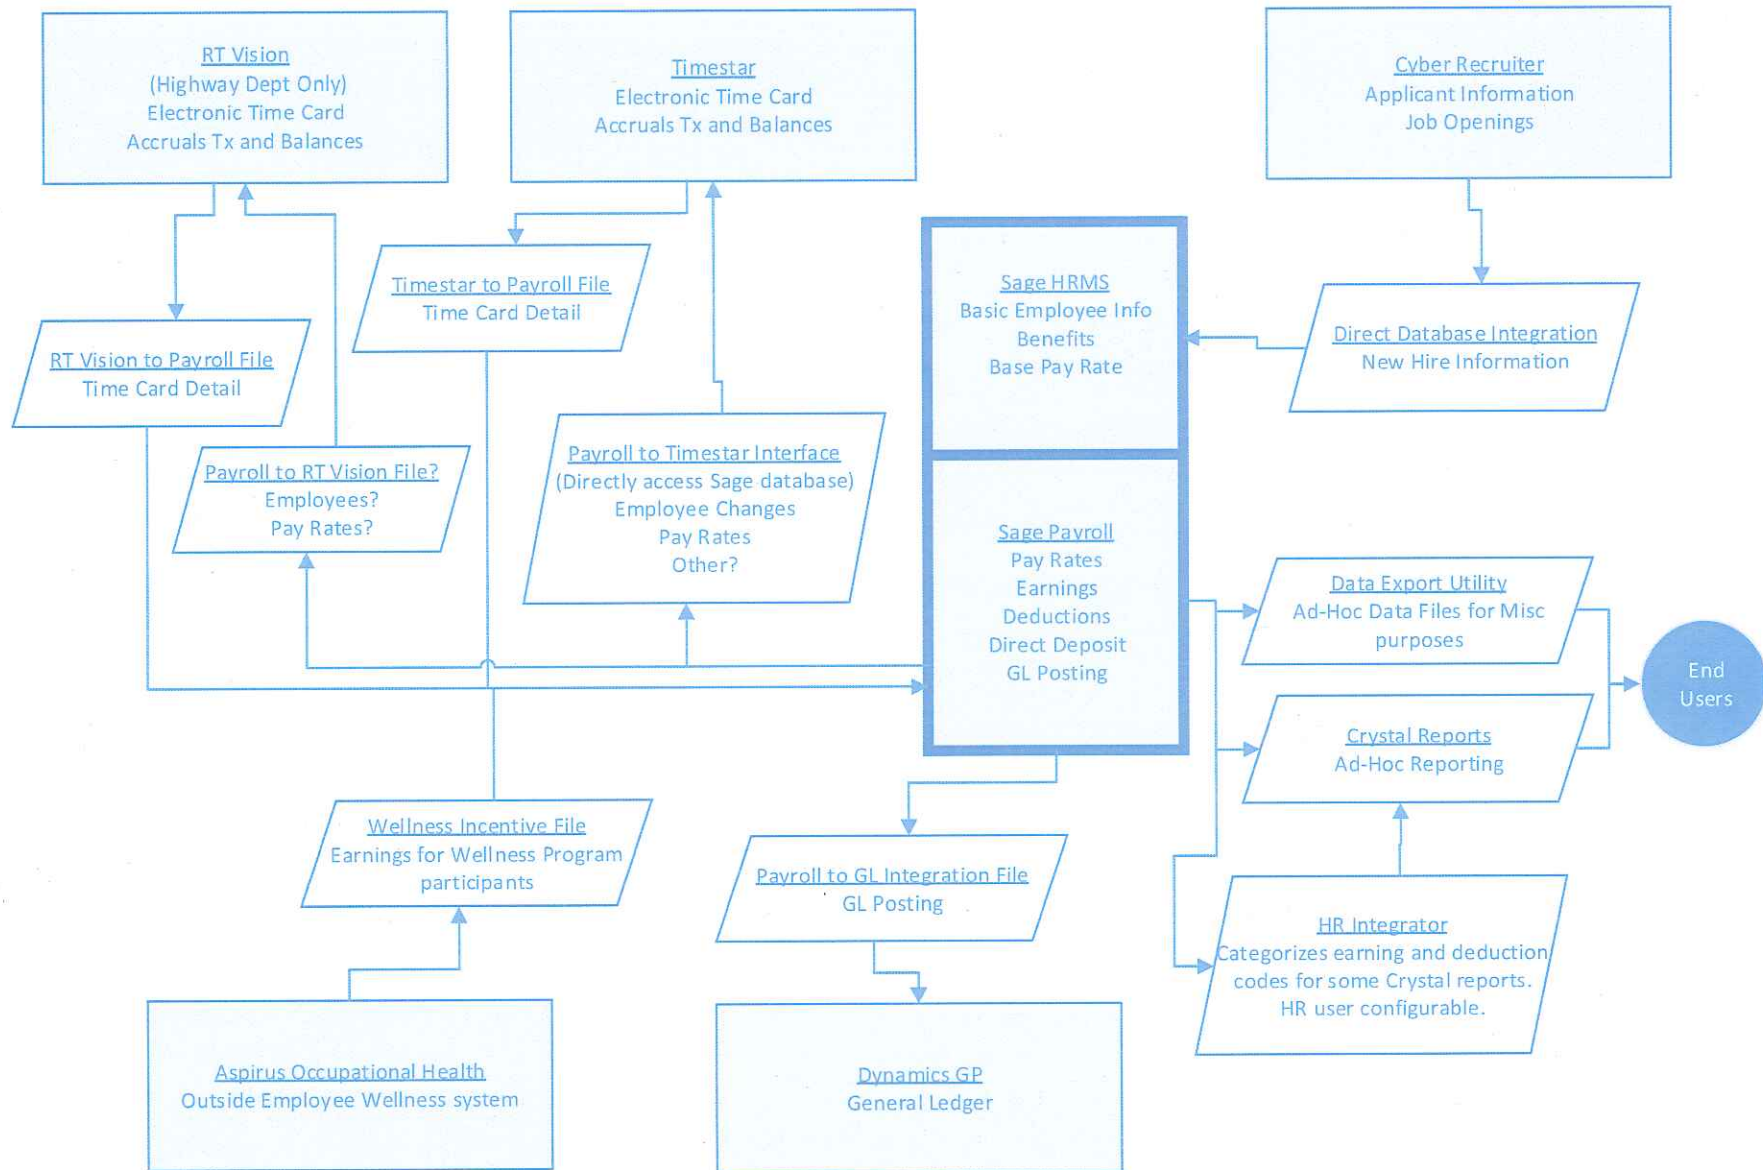 RT Vision
(Highway Dept Only)
Electronic Time Card
Accruals Tx and Balances
Timestar
Electronic Time Card
Accruals Tx and Balances
Cyber Recruiter
Applicant Information
Job Openings
Timestar to Payroll File
Time Card Detail
Sage HRMS
Basic Employee Info
Benefits
Base Pay Rate
Direct Database Integration
New Hire Information
RT Vision to Payroll File
Time Card Detail
Payroll to RT Vision File?
Employees?
Pay Rates?
Payroll to Timestar Interface
(Directly access Sage database)
Employee Changes
Pay Rates
Other?
Sage Payroll
Pay Rates
Earnings
Deductions
Direct Deposit
GL Posting
Data Export Utility
Ad-Hoc Data Files for Misc
purposes
End
Users
Crystal Reports
Ad-Hoc Reporting
Wellness Incentive File
Earnings for Wellness Program
participants
Payroll to GL Integration File
GL Posting
HR Integrator
Categorizes earning and deduction
codes for some Crystal reports.
HR user configurable.
Aspirus Occupational Health
Outside Employee Wellness system
Dynamics GP
General Ledger